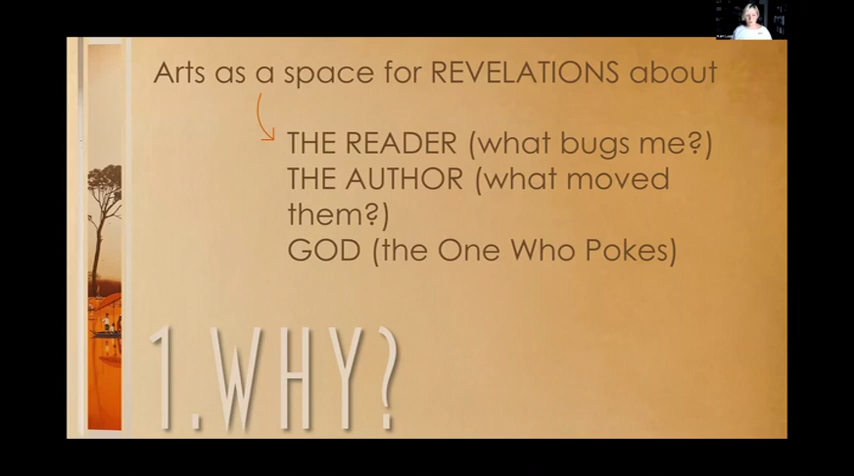 Arts as a space for REVELATIONS about
THE READER (what bugs me?)
THE AUTHOR (what moved
them?)
GOD (the One Who Pokes)
1.WHY?